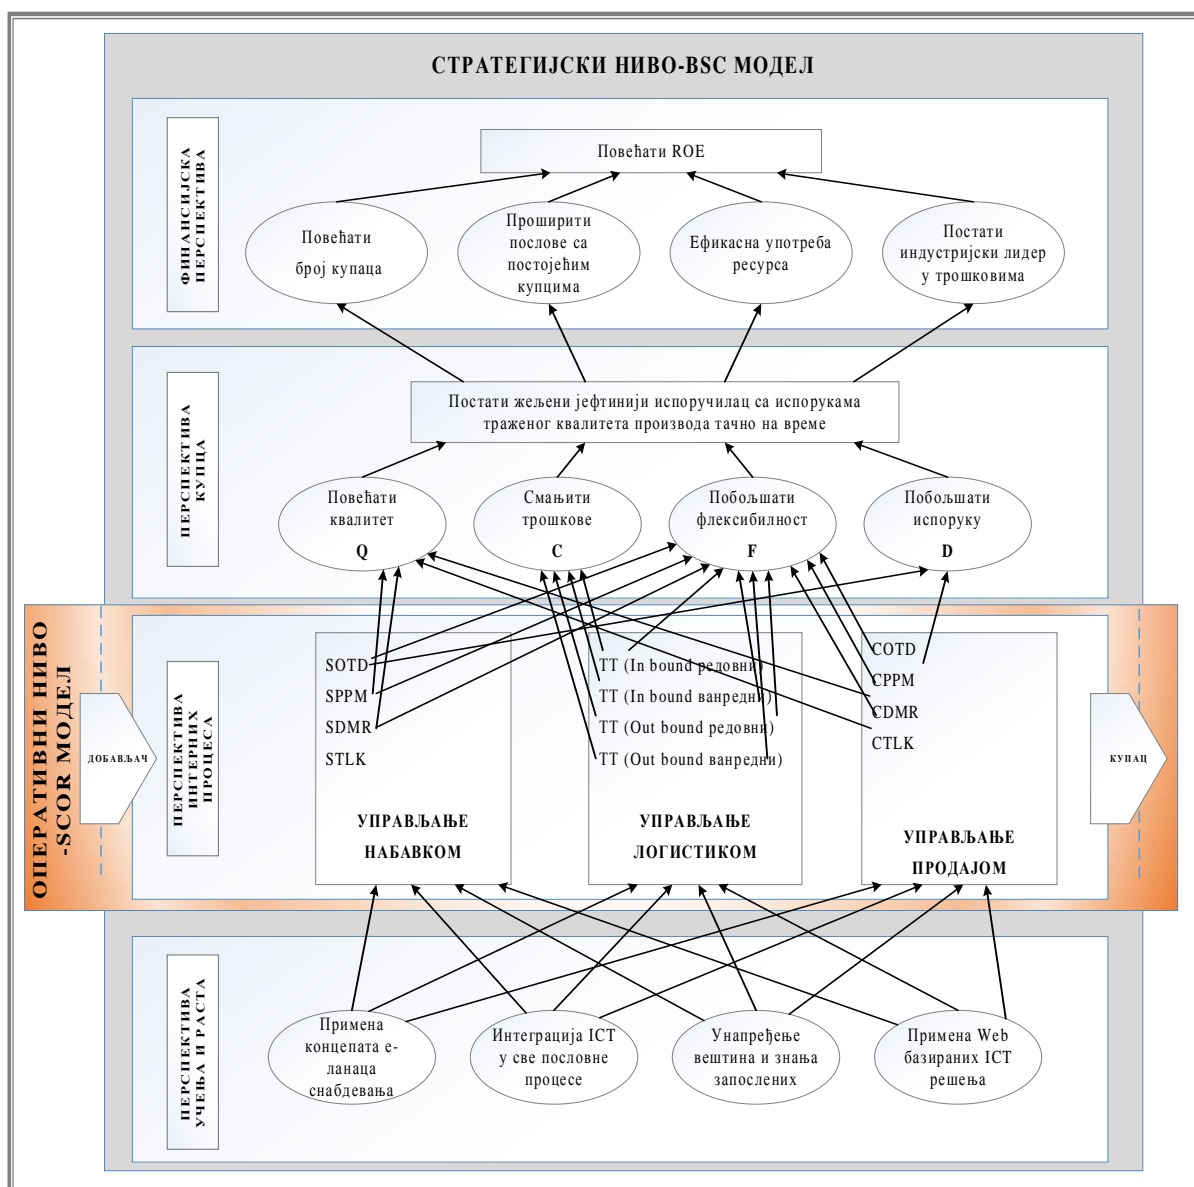 СТРАТЕГИЈСКИ НИВО-BSC МОДЕЛ
ФИНАНСИЈСКА
ПЕРСПЕКТИВА
Повећати ROE
Повећати
број купаца
Проширити
послове са
постојећим
купцима
Ефикасна употреба
ресурса
Постати
индустријски лидер
у трошковима
ПЕРСПЕКТИВА
КУПЦА
Постати жељени јефтинији испоручилац са испорукама
траженог квалитета производа тачно на време
Повећати
квалитет
Q
Смањити
трошкове
C
Побољшати
флексибилност
F
Побољшати
испоруку
D
ОПЕРАТИВНИ НИВО
-SCOR МОДЕЛ
ДОБАВЉАЧ
ПЕРСПЕКТИВА
ИНТЕРНИХ
ПРОЦЕСА
SOTD
SPPM
SDMR
STLK
УПРАВЉАЊЕ
НАБАВКОМ
TT (In bound редовни)
TT (In bound ванредни)
TT (Out bound редовни)
TT (Out bound ванредни)
УПРАВЉАЊЕ
ЛОГИСТИКОМ
COTD
CPPM
CDMR
CTLK
УПРАВЉАЊЕ
ПРОДАЈОМ
КУПАЦ
ПЕРСПЕКТИВА
УЧЕЊА И РАСТА
Примена
концепата е-
ланаца
снабдевања
Интеграција ICT
у све пословне
процесе
Унапређење
вештина и знања
запослених
Примена Web
базираних ICT
решења